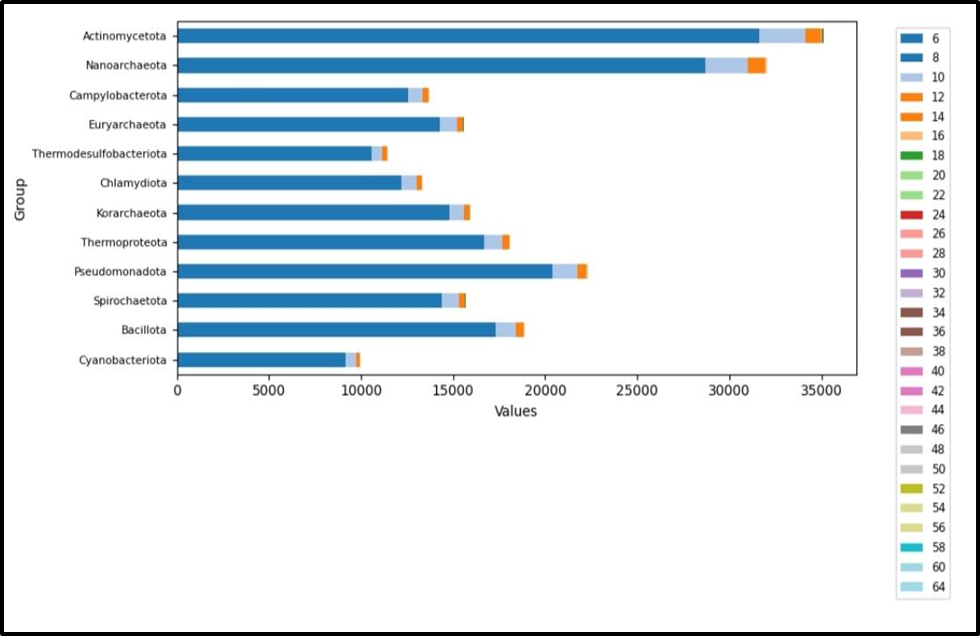 Actinomycetota
Nanoarchaeota
Campylobacterota
Euryarchaeota
Thermodesulfobacteriota
Chlamydiota
Korarchaeota
Thermoproteota
Pseudomonadota
Spirochaetota
Bacillota
Cyanobacteriota
Group
0 5000 10000 15000 20000 25000 30000 35000
Values
6
8
10
12
14
16
18
20
22
24
26
28
30
32
34
36
38
40
42
44
46
48
50
52
54
56
58
60
64